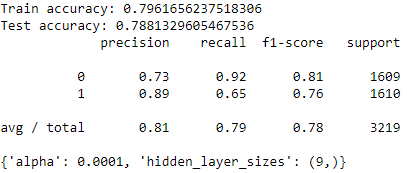 Train accuracy: 0.7961656237518306
Test accuracy: 0.7881329605467536
precision recall f1-score support
0 0.73 0.92 0.81 1609
1 0.89 0.65 0.76 1610
avg / total 0.81 0.79 0.78 3219
{'alpha': 0.0001, 'hidden_layer_sizes': (9,)}